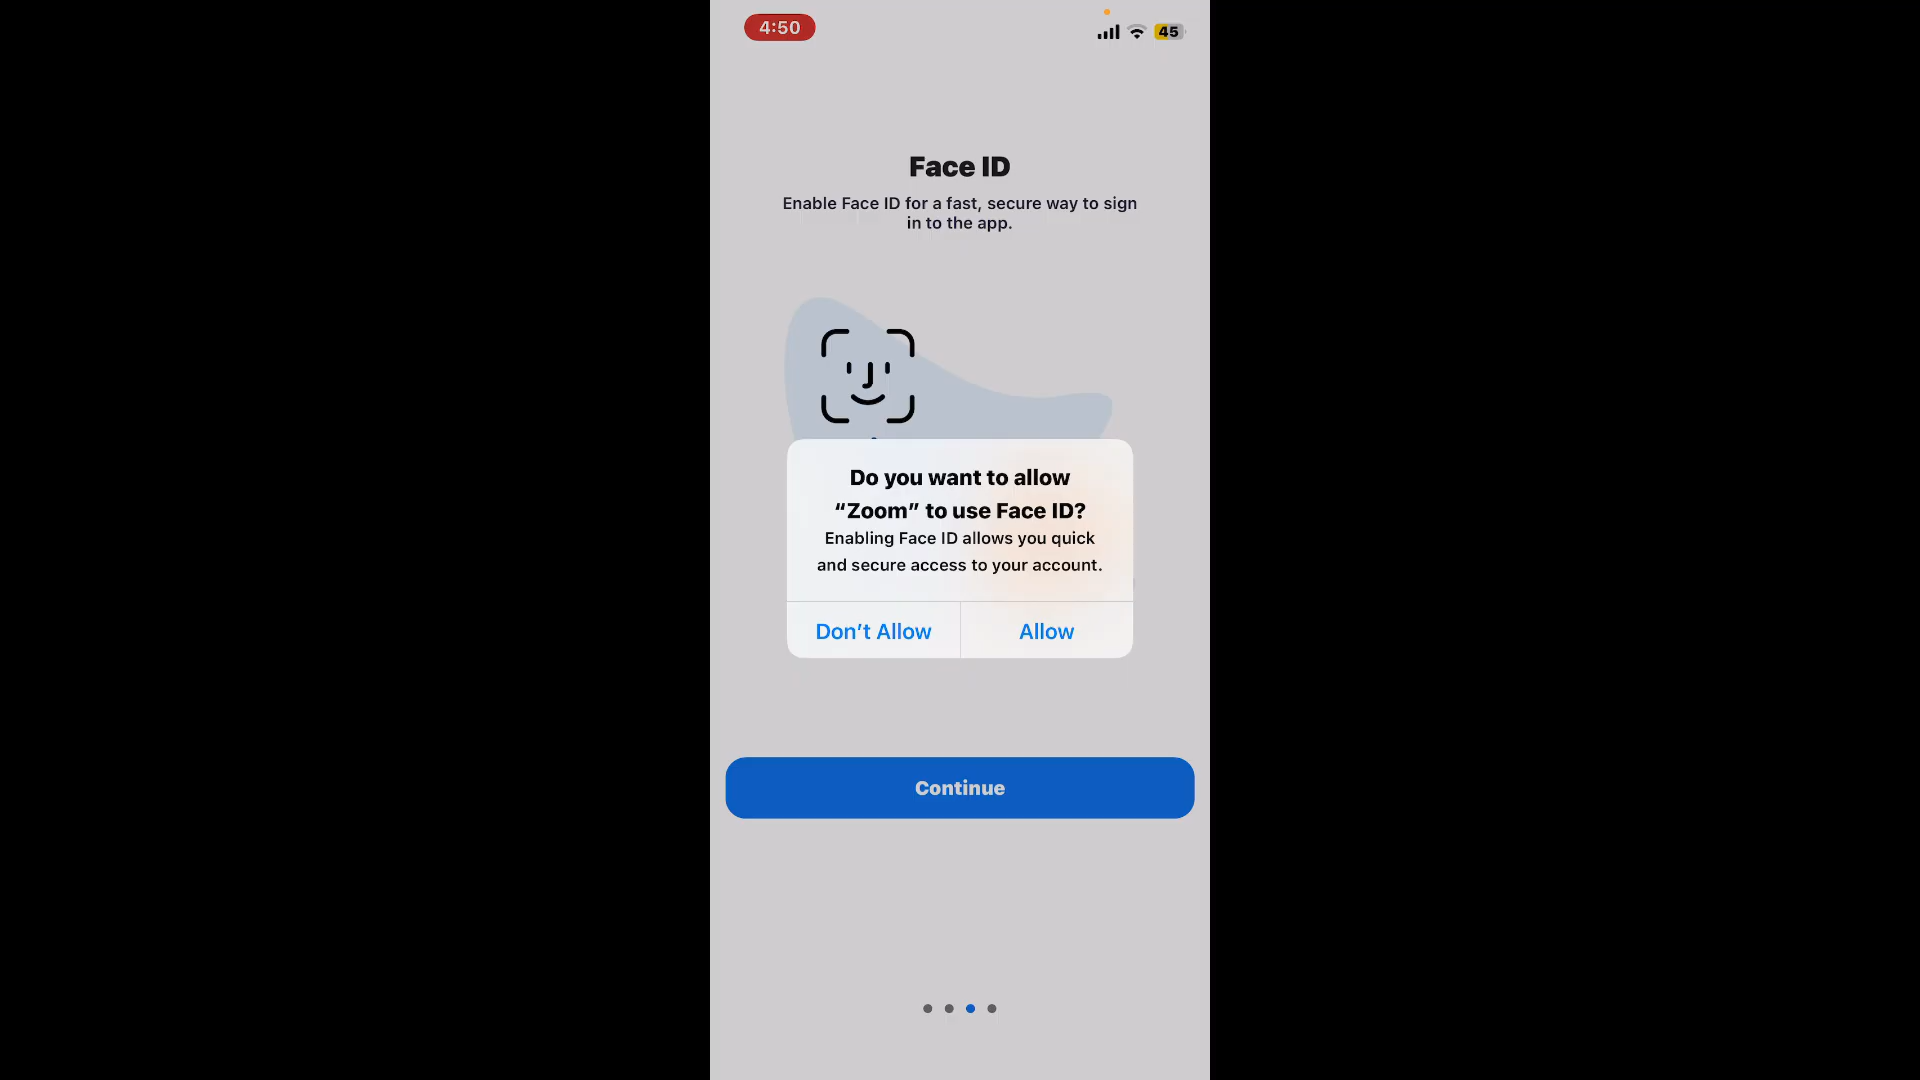 4:50
45
Face ID
Enable Face ID for a fast, secure way to sign
in to the app.
Do you want to allow
“Zoom” to use Face ID?
Enabling Face ID allows you quick
and secure access to your account.
Don’t Allow
Allow
Continue